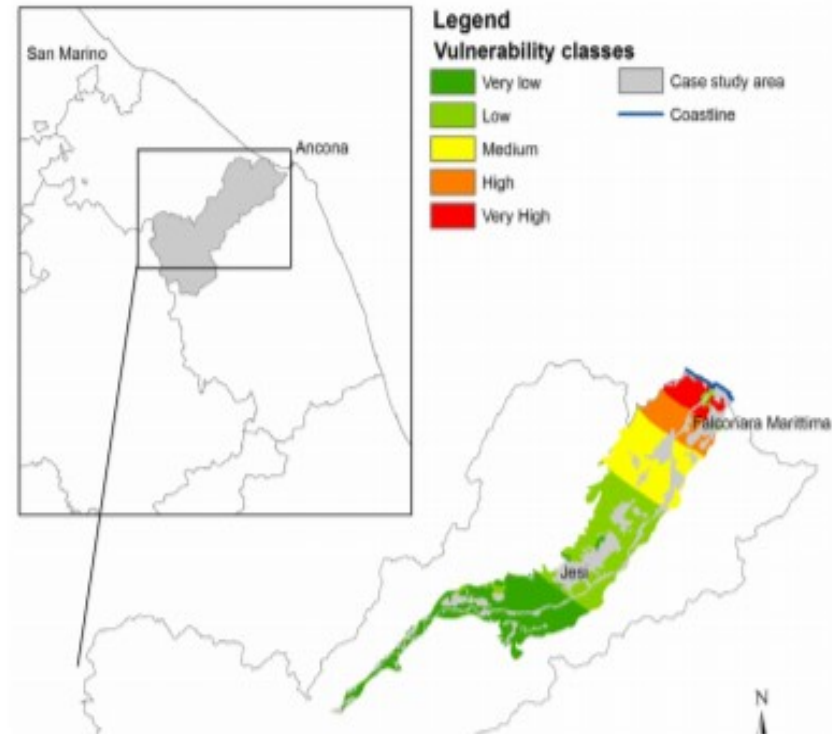 Legend
Vulnerability classes
Very low
Low
Medium
High
Very High
Case study area
Coastline
San Marino
Ancona
Falconara Marittima
Jesi
N